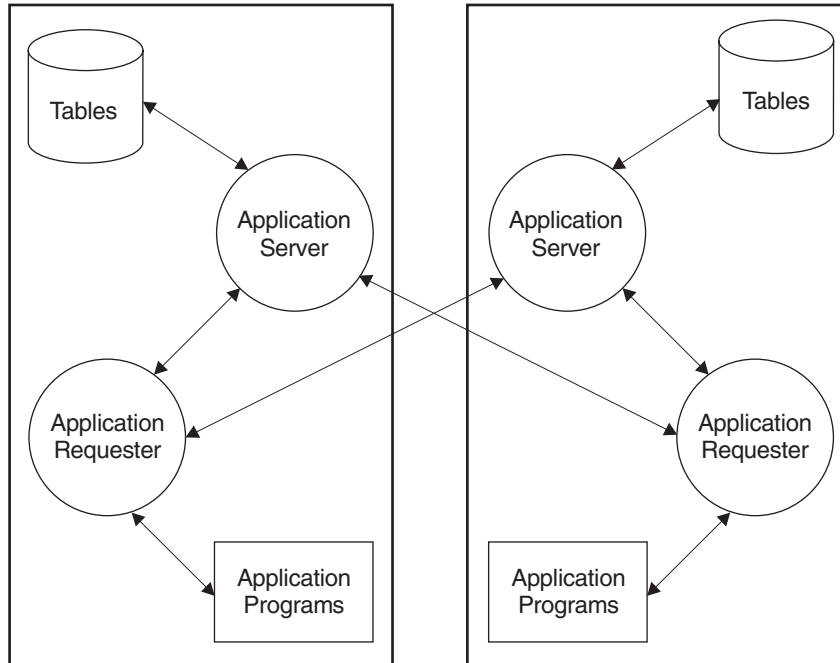 Tables
Application
Server
Application
Requester
Application
Programs
Tables
Application
Server
Application
Requester
Application
Programs